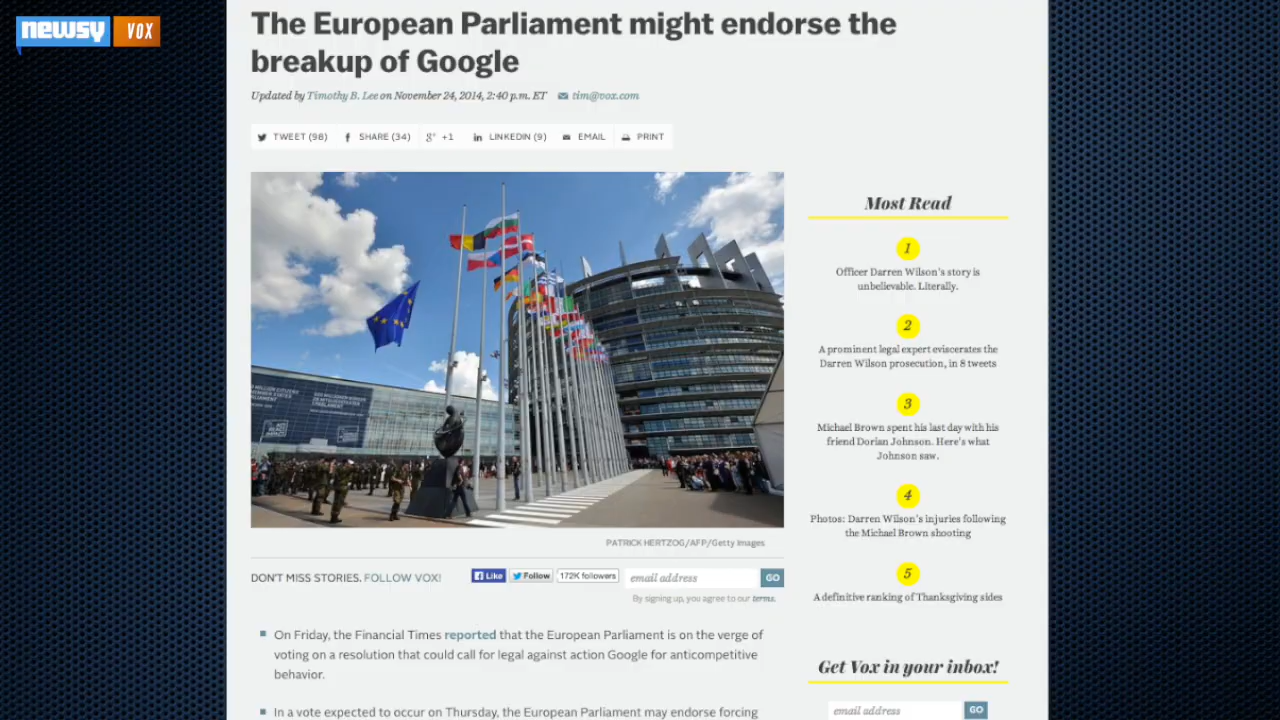 newsy VOX
The European Parliament might endorse the
breakup of Google
Updated by Timothy B. Lee on November 24, 2014, 2:40 p.m. ET tim@vox.com
TWEET (98) SHARE (34) g+ +1 LINKEDIN (9) EMAIL PRINT
PATRICK HERTZOG/AFP/Getty Images
DON'T MISS STORIES. FOLLOW VOX! Like Follow 172K followers email address GO
By signing up, you agree to our terms.
On Friday, the Financial Times reported that the European Parliament is on the verge of
voting on a resolution that could call for legal against action Google for anticompetitive
behavior.
In a vote expected to occur on Thursday, the European Parliament may endorse forcing
Most Read
1
Officer Darren Wilson's story is
unbelievable. Literally.
2
A prominent legal expert eviscerates the
Darren Wilson prosecution, in 8 tweets
3
Michael Brown spent his last day with his
friend Dorian Johnson. Here's what
Johnson saw.
4
Photos: Darren Wilson's injuries following
the Michael Brown shooting
5
A definitive ranking of Thanksgiving sides
Get Vox in your inbox!
email address GO